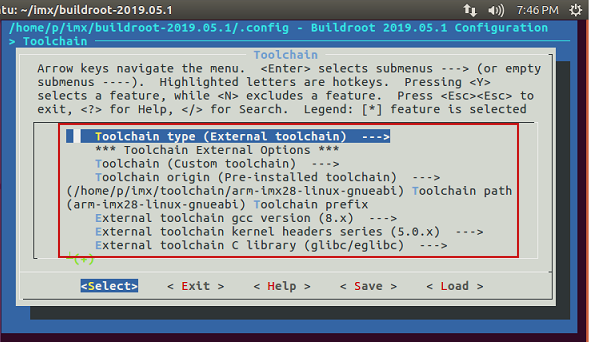 tu: ~/imx/buildroot-2019.05.1 7:46 PM
/home/p/imx/buildroot-2019.05.1/.config - Buildroot 2019.05.1 Configuration
> Toolchain
Toolchain
Arrow keys navigate the menu. <Enter> selects submenus ---> (or empty
submenus ----). Highlighted letters are hotkeys. Pressing <Y>
selects a feature, while <N> excludes a feature. Press <Esc><Esc> to
exit, <?> for Help, </> for Search. Legend: [*] feature is selected
Toolchain type (External toolchain) --->
*** Toolchain External Options ***
Toolchain (Custom toolchain) --->
Toolchain origin (Pre-installed toolchain) --->
(/home/p/imx/toolchain/arm-imx28-linux-gnueabi) Toolchain path
(arm-imx28-linux-gnueabi) Toolchain prefix
External toolchain gcc version (8.x) --->
External toolchain kernel headers series (5.0.x) --->
External toolchain C library (glibc/eglibc) --->
(+)
<Select> < Exit > < Help > < Save > < Load >